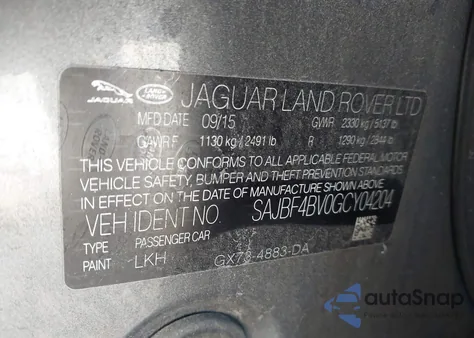 JAGUAR LAND ROVER JAGUAR LAND ROVER LTD
MFD DATE 09/15 GVWR 2330 kg / 5137 lb
GAWR F 1130 kg / 2491 lb R 1290 kg / 2844 lb
THIS VEHICLE CONFORMS TO ALL APPLICABLE FEDERAL MOTOR
VEHICLE SAFETY, BUMPER AND THEFT PREVENTION STANDARDS
IN EFFECT ON THE DATE OF MANUFACTURE SHOWN ABOVE
VEH IDENT NO. SAJBF4BV0GCY04204
TYPE PASSENGER CAR
PAINT LKH GX73-4883-DA
autoSnap